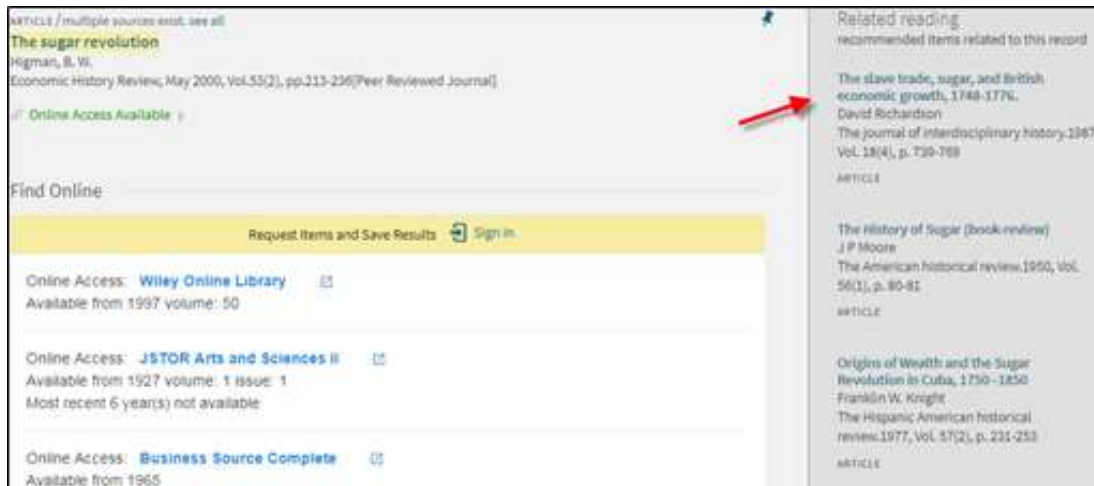 ARTICLE / multiple sources exist. see all
The sugar revolution
Higman, B. W.
Economic History Review, May 2000, Vol.53(2), pp.213-236[Peer Reviewed Journal]
Online Access Available
Find Online
Request Items and Save Results Sign in
Online Access: Wiley Online Library
Available from 1997 volume: 50
Online Access: JSTOR Arts and Sciences II
Available from 1927 volume: 1 issue: 1
Most recent 6 year(s) not available
Online Access: Business Source Complete
Available from 1965
Related reading
recommended items related to this record
The slave trade, sugar, and British
economic growth, 1748-1776.
David Richardson
The journal of interdisciplinary history.1987
Vol. 18(4), p. 739-769
ARTICLE
The History of Sugar (book review)
J P Moore
The American historical review.1950, Vol.
56(1), p. 80-81
ARTICLE
Origins of Wealth and the Sugar
Revolution in Cuba, 1750–1850
Franklin W. Knight
The Hispanic American historical
review.1977, Vol. 57(2), p. 231-253
ARTICLE